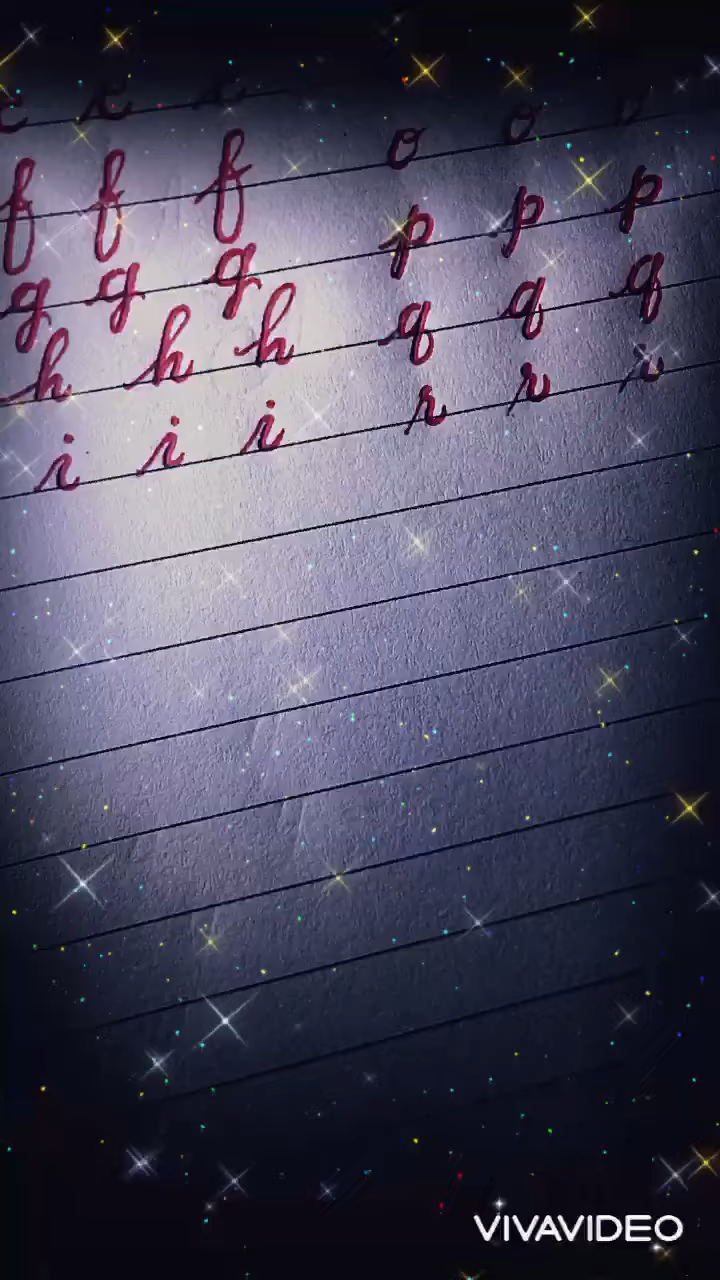 e e e o o o
f f f p p p
g g g q q q
h h h r r r
i i i
VIVAVIDEO